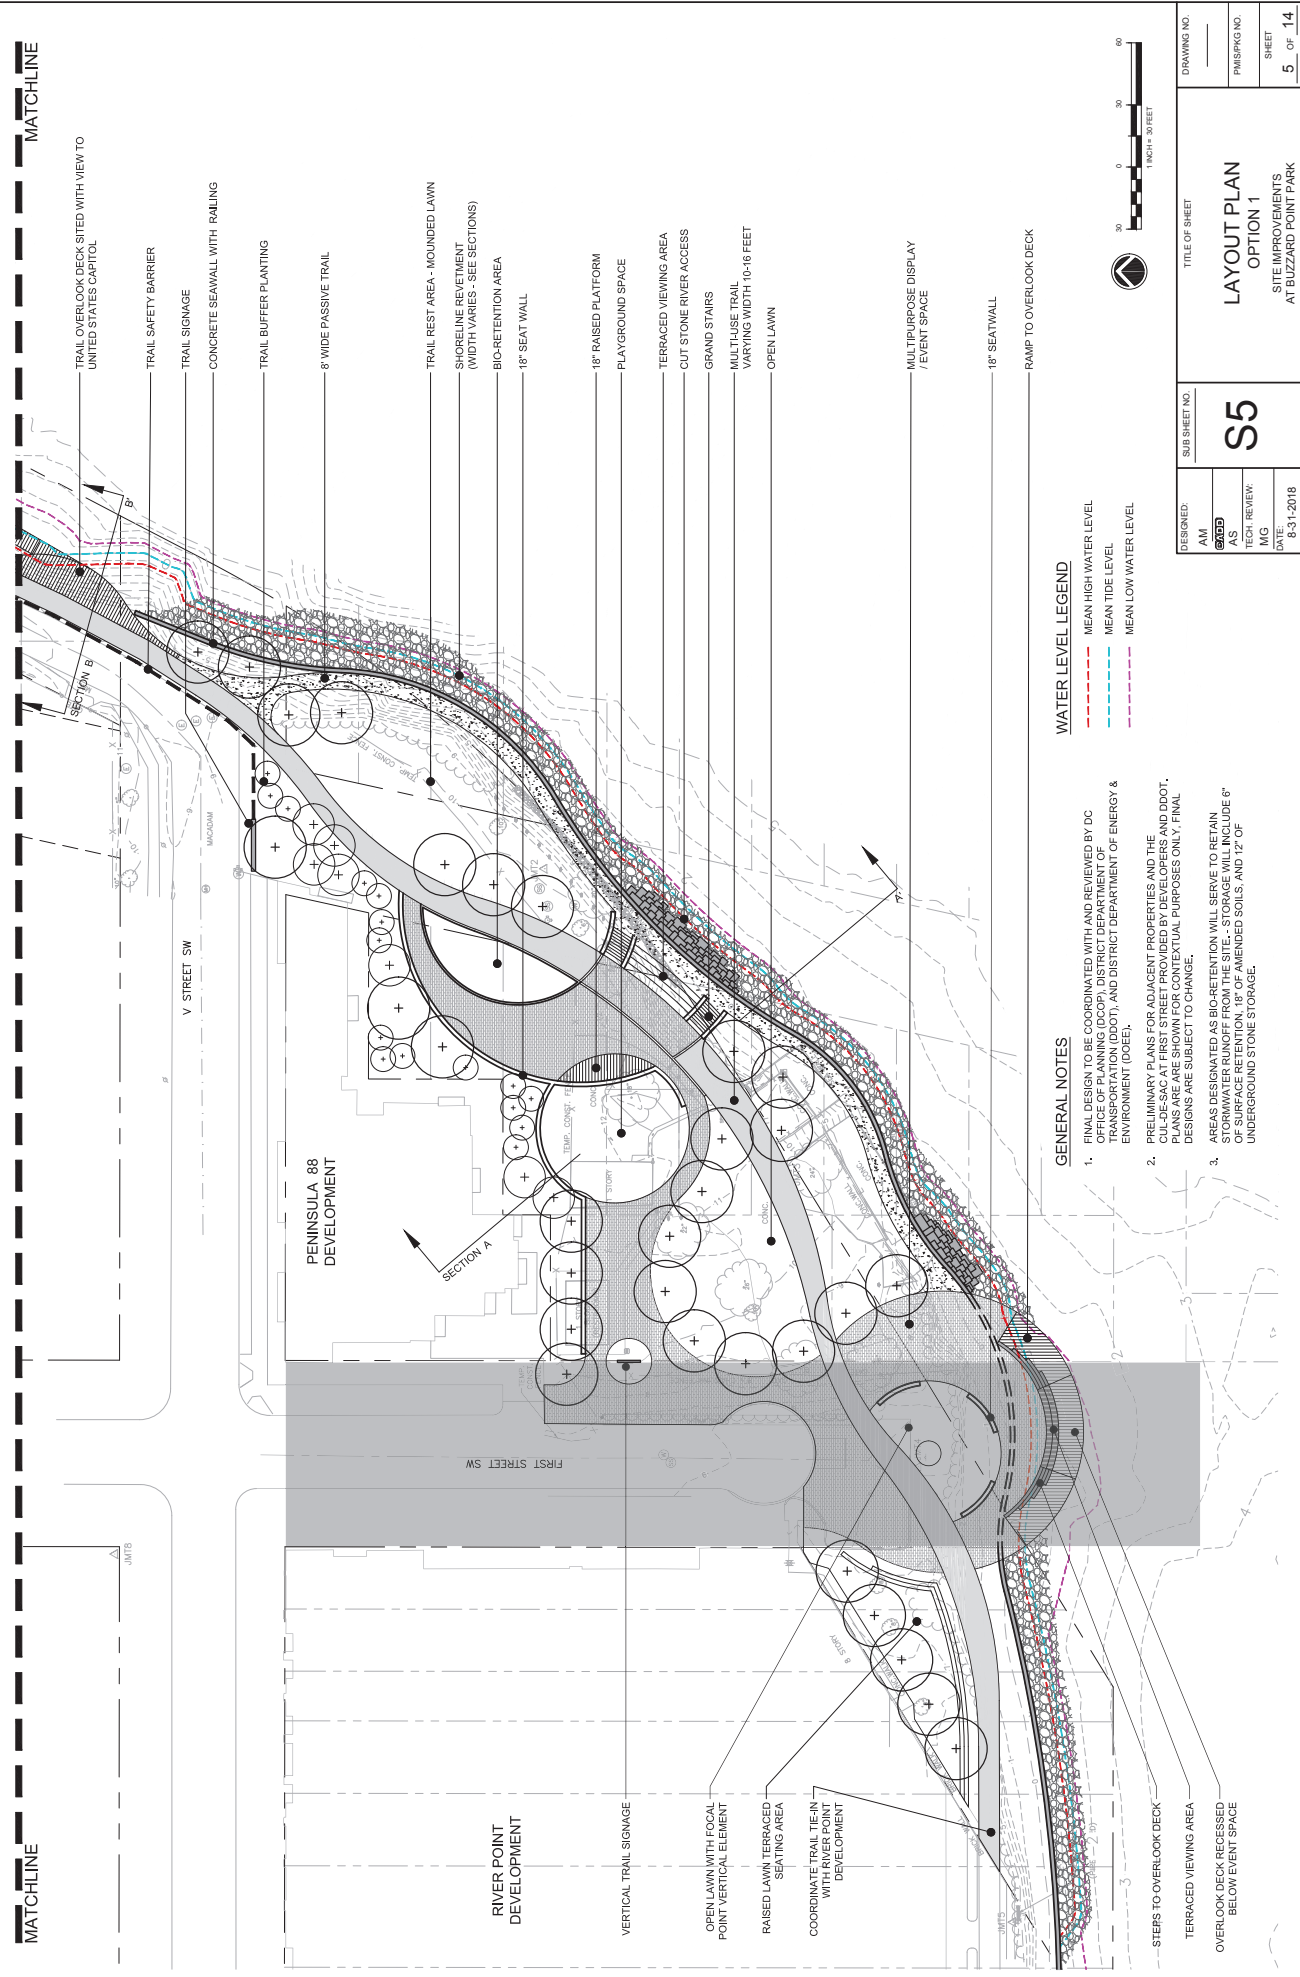 MATCHLINE
MATCHLINE
TRAIL OVERLOOK DECK SITED WITH VIEW TO
UNITED STATES CAPITOL
TRAIL SAFETY BARRIER
TRAIL SIGNAGE
CONCRETE SEAWALL WITH RAILING
TRAIL BUFFER PLANTING
8' WIDE PASSIVE TRAIL
TRAIL REST AREA - MOUNDED LAWN
SHORELINE REVETMENT
(WIDTH VARIES - SEE SECTIONS)
BIO-RETENTION AREA
18" SEAT WALL
18" RAISED PLATFORM
PLAYGROUND SPACE
TERRACED VIEWING AREA
CUT STONE RIVER ACCESS
GRAND STAIRS
MULTI-USE TRAIL
VARYING WIDTH 10-16 FEET
OPEN LAWN
MULTIPURPOSE DISPLAY
/ EVENT SPACE
18" SEATWALL
RAMP TO OVERLOOK DECK
SECTION B
B'
MACADAM
V STREET SW
PENINSULA 88
DEVELOPMENT
SECTION A
A'
FIRST STREET SW
JMT8
TEMP. CONST. FENCE
RIVER POINT
DEVELOPMENT
VERTICAL TRAIL SIGNAGE
OPEN LAWN WITH FOCAL
POINT VERTICAL ELEMENT
RAISED LAWN TERRACED
SEATING AREA
COORDINATE TRAIL TIE-IN
WITH RIVER POINT
DEVELOPMENT
8 STORY
JMT5
STEPS TO OVERLOOK DECK
TERRACED VIEWING AREA
OVERLOOK DECK RECESSED
BELOW EVENT SPACE
GENERAL NOTES
1. FINAL DESIGN TO BE COORDINATED WITH AND REVIEWED BY DC
OFFICE OF PLANNING (DCOP), DISTRICT DEPARTMENT OF
TRANSPORTATION (DDOT), AND DISTRICT DEPARTMENT OF ENERGY &
ENVIRONMENT (DOEE).
2. PRELIMINARY PLANS FOR ADJACENT PROPERTIES AND THE
CUL-DE-SAC AT FIRST STREET PROVIDED BY DEVELOPERS AND DDOT.
PLANS ARE ARE SHOWN FOR CONTEXTUAL PURPOSES ONLY. FINAL
DESIGNS ARE SUBJECT TO CHANGE.
3. AREAS DESIGNATED AS BIO-RETENTION WILL SERVE TO RETAIN
STORMWATER RUNOFF FROM THE SITE. - STORAGE WILL INCLUDE 6"
OF SURFACE RETENTION, 18" OF AMENDED SOILS, AND 12" OF
UNDERGROUND STONE STORAGE.
WATER LEVEL LEGEND
MEAN HIGH WATER LEVEL
MEAN TIDE LEVEL
MEAN LOW WATER LEVEL
30 0 30 60
1 INCH = 30 FEET
DESIGNED:
AM
CADD
AS
TECH. REVIEW:
MG
DATE:
8-31-2018
SUB SHEET NO.
S5
TITLE OF SHEET
LAYOUT PLAN
OPTION 1
SITE IMPROVEMENTS
AT BUZZARD POINT PARK
DRAWING NO.
PMIS/PKG NO.
SHEET
5 OF 14